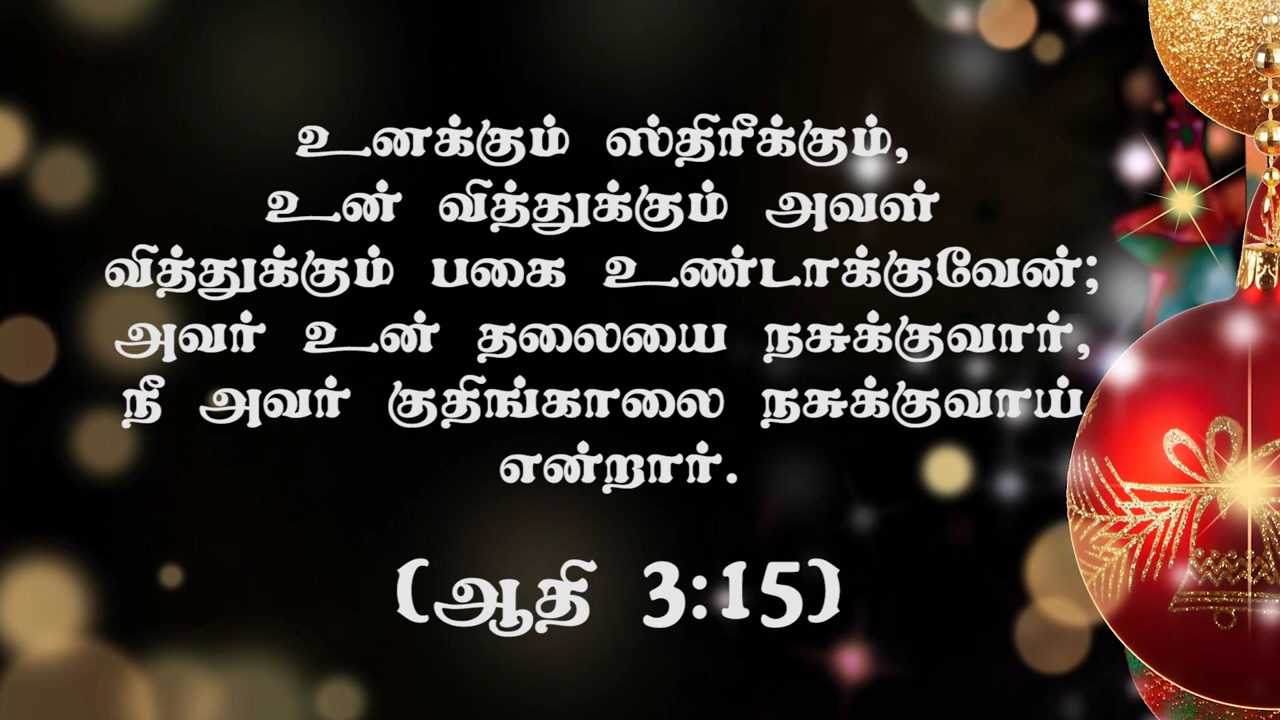 உனக்கும் ஸ்திரீக்கும்,
உன் வித்துக்கும் அவள்
வித்துக்கும் பகை உண்டாக்குவேன்;
அவர் உன் தலையை நசுக்குவார்,
நீ அவர் குதிங்காலை நசுக்குவாய்
என்றார்.
(ஆதி 3:15)